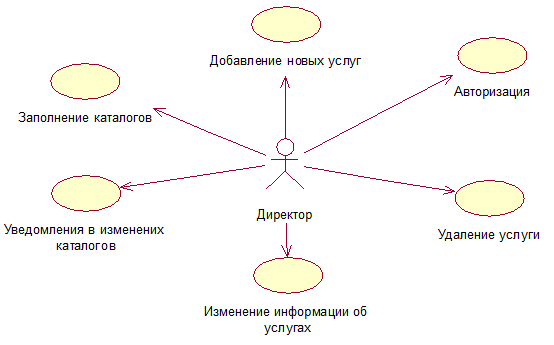 Добавление новых услуг
Авторизация
Заполнение каталогов
Директор
Уведомления в изменених
каталогов
Удаление услуги
Изменение информации об
услугах